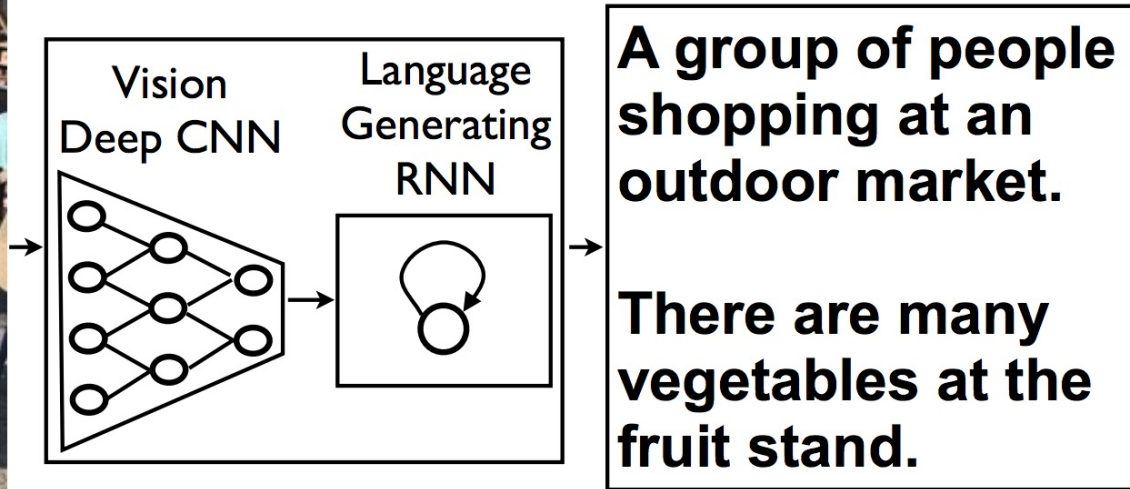 Vision
Deep CNN
Language
Generating
RNN
A group of people
shopping at an
outdoor market.
There are many
vegetables at the
fruit stand.